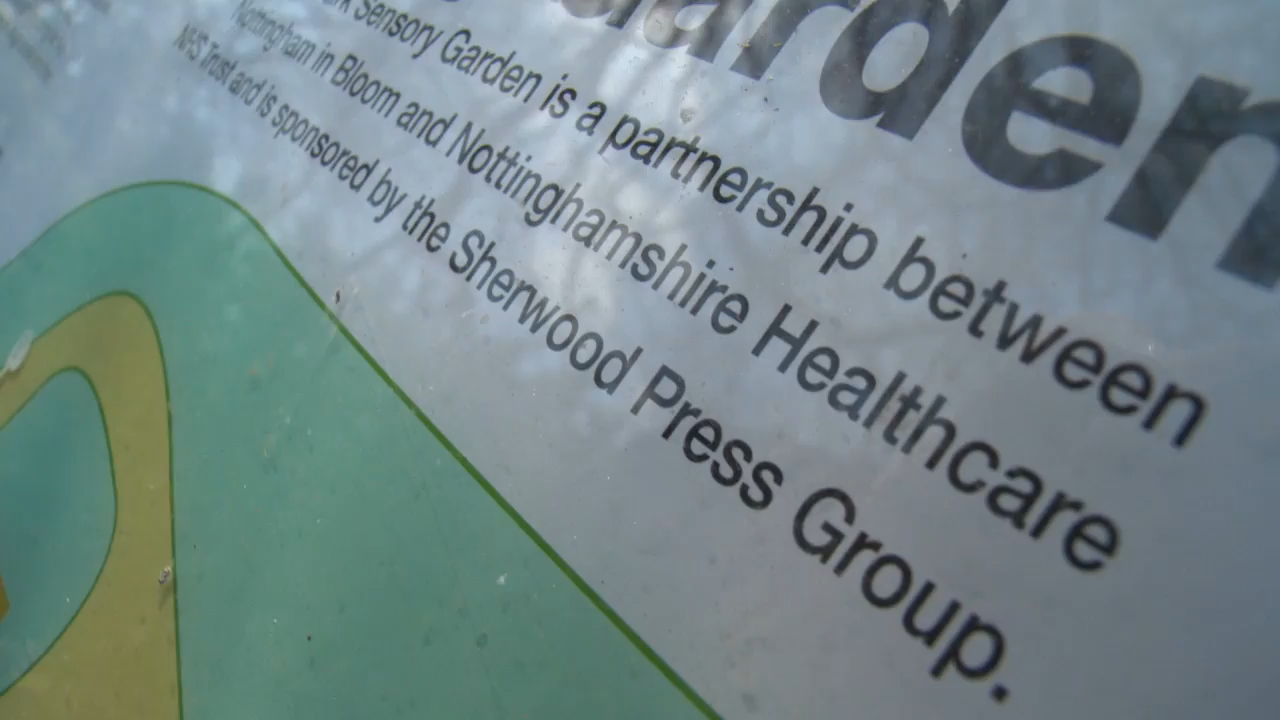 Garden
Sensory Garden is a partnership between
Nottingham in Bloom and Nottinghamshire Healthcare
NHS Trust and is sponsored by the Sherwood Press Group.